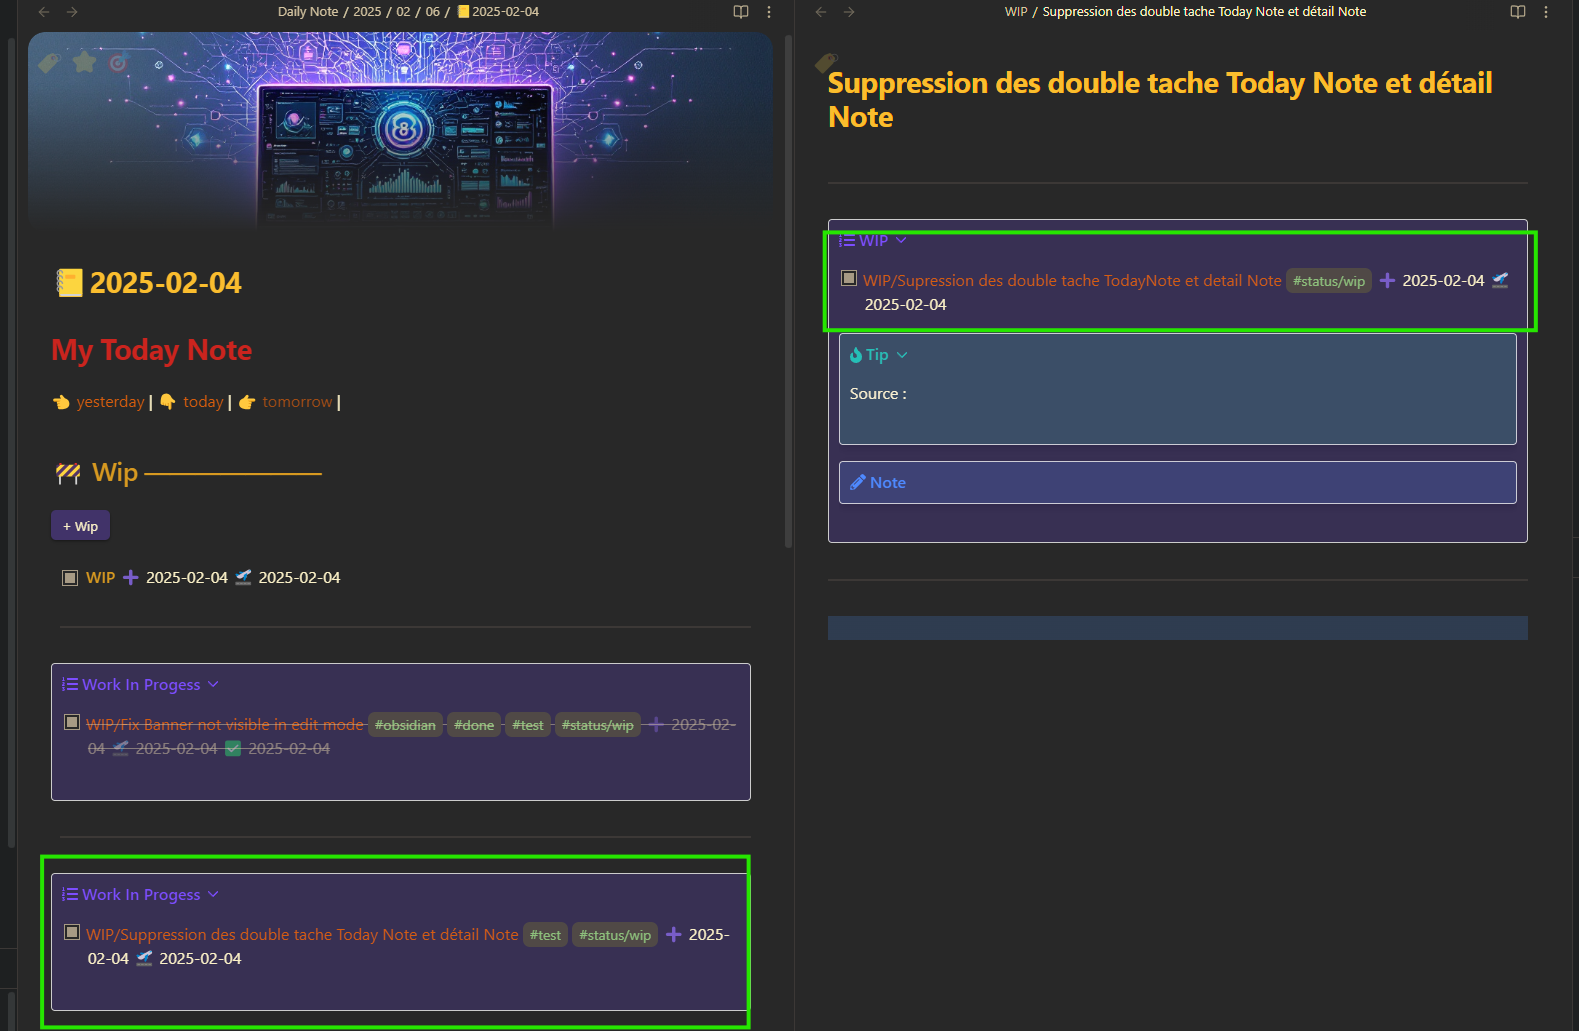 Daily Note / 2025 / 02 / 06 / 📒2025-02-04
📒 2025-02-04
My Today Note
👈 yesterday | 👇 today | 👉 tomorrow |
🚧 Wip
+ Wip
WIP ➕ 2025-02-04 🛫 2025-02-04
Work In Progess
WIP/Fix Banner not visible in edit mode #obsidian #done #test #status/wip ➕ 2025-02-
04 🛫 2025-02-04 ✅ 2025-02-04
Work In Progess
WIP/Suppression des double tache Today Note et détail Note #test #status/wip ➕ 2025-
02-04 🛫 2025-02-04
WIP / Suppression des double tache Today Note et détail Note
Suppression des double tache Today Note et détail
Note
WIP
WIP/Supression des double tache TodayNote et detail Note #status/wip ➕ 2025-02-04 🛫
2025-02-04
Tip
Source :
Note